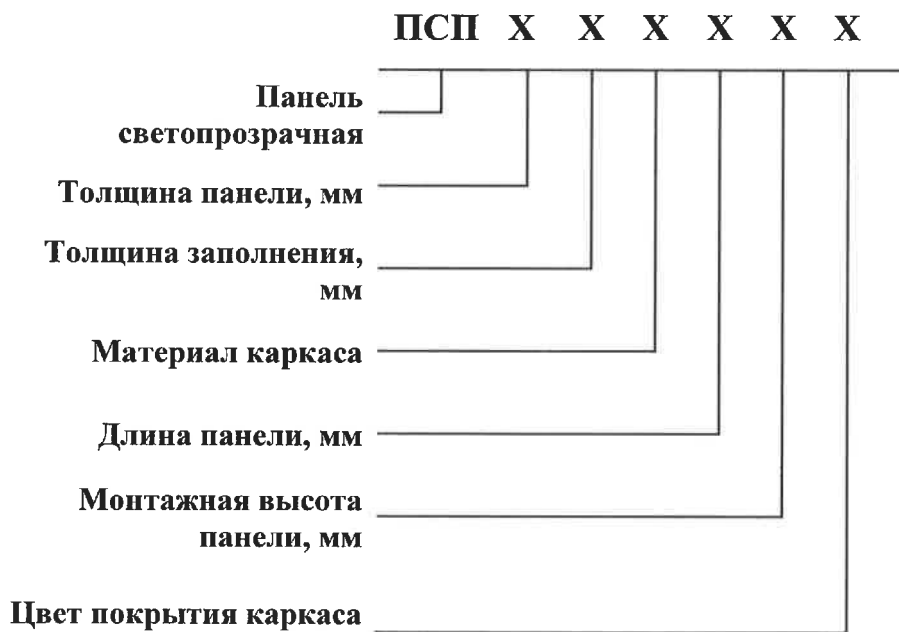 ПСП Х Х Х Х Х Х
Панель
светопрозрачная
Толщина панели, мм
Толщина заполнения,
мм
Материал каркаса
Длина панели, мм
Монтажная высота
панели, мм
Цвет покрытия каркаса